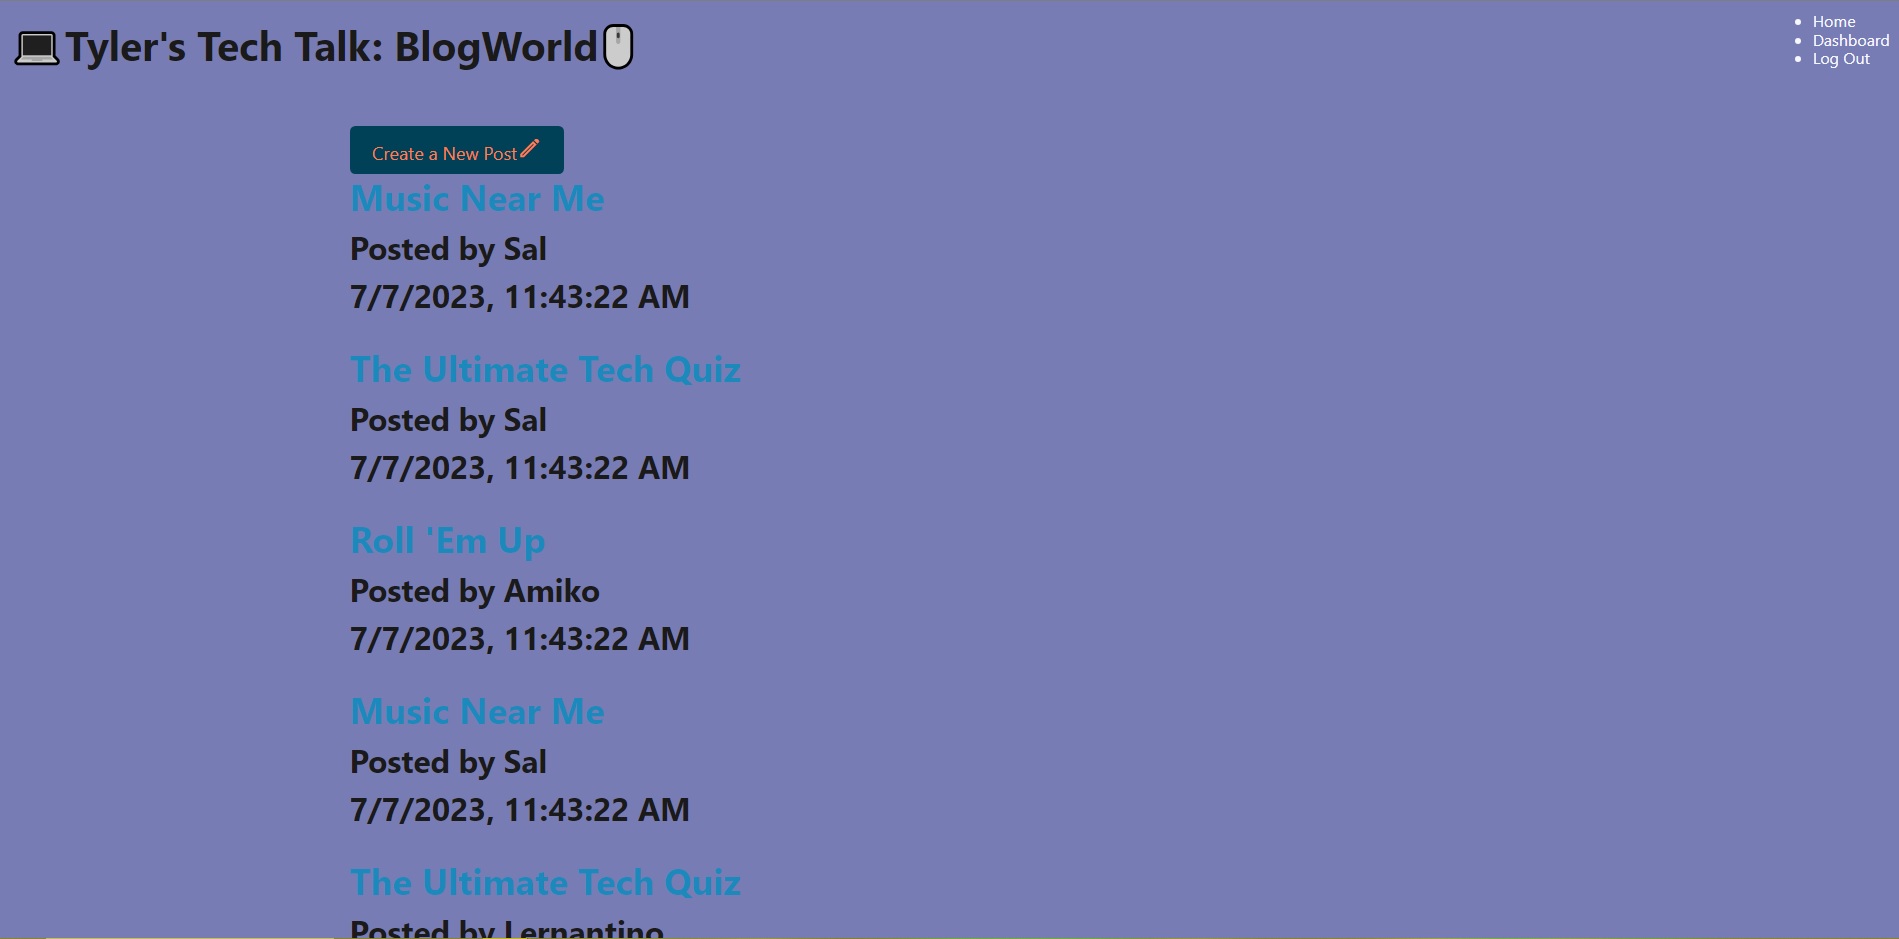 Tyler's Tech Talk: BlogWorld
Home
Dashboard
Log Out
Create a New Post
Music Near Me
Posted by Sal
7/7/2023, 11:43:22 AM
The Ultimate Tech Quiz
Posted by Sal
7/7/2023, 11:43:22 AM
Roll 'Em Up
Posted by Amiko
7/7/2023, 11:43:22 AM
Music Near Me
Posted by Sal
7/7/2023, 11:43:22 AM
The Ultimate Tech Quiz
Posted by Lernantino